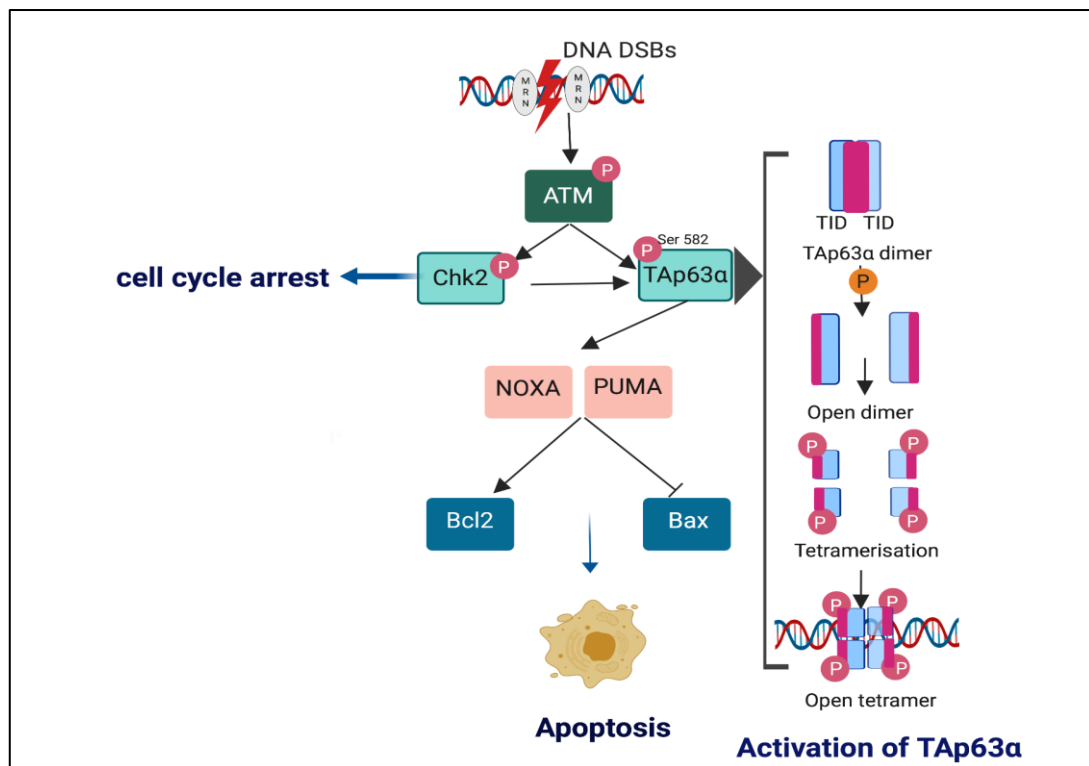 DNA DSBs
M
R
N
M
R
N
P
ATM
Ser 582
P
P
cell cycle arrest
Chk2
TAp63α
NOXA
PUMA
Bcl2
Bax
Apoptosis
TID TID
TAp63α dimer
P
Open dimer
P
P
P
P
Tetramerisation
P
P
P
P
Open tetramer
Activation of TAp63α